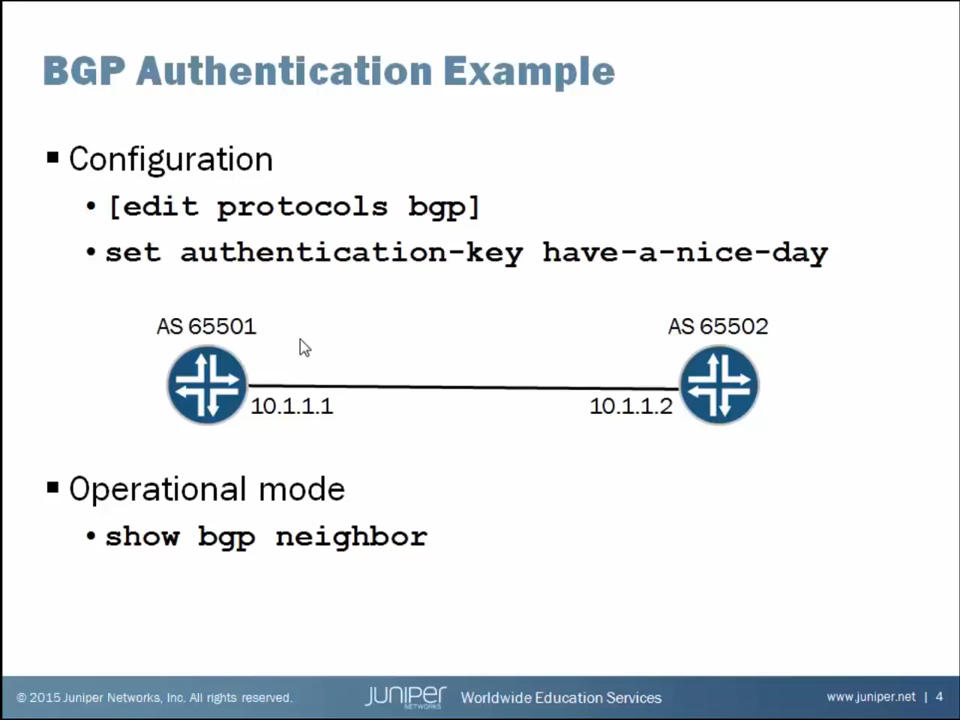 BGP Authentication Example
Configuration
[edit protocols bgp]
set authentication-key have-a-nice-day
AS 65501
AS 65502
10.1.1.1
10.1.1.2
Operational mode
show bgp neighbor
© 2015 Juniper Networks, Inc. All rights reserved.
JUNIPER
NETWORKS
Worldwide Education Services
www.juniper.net | 4